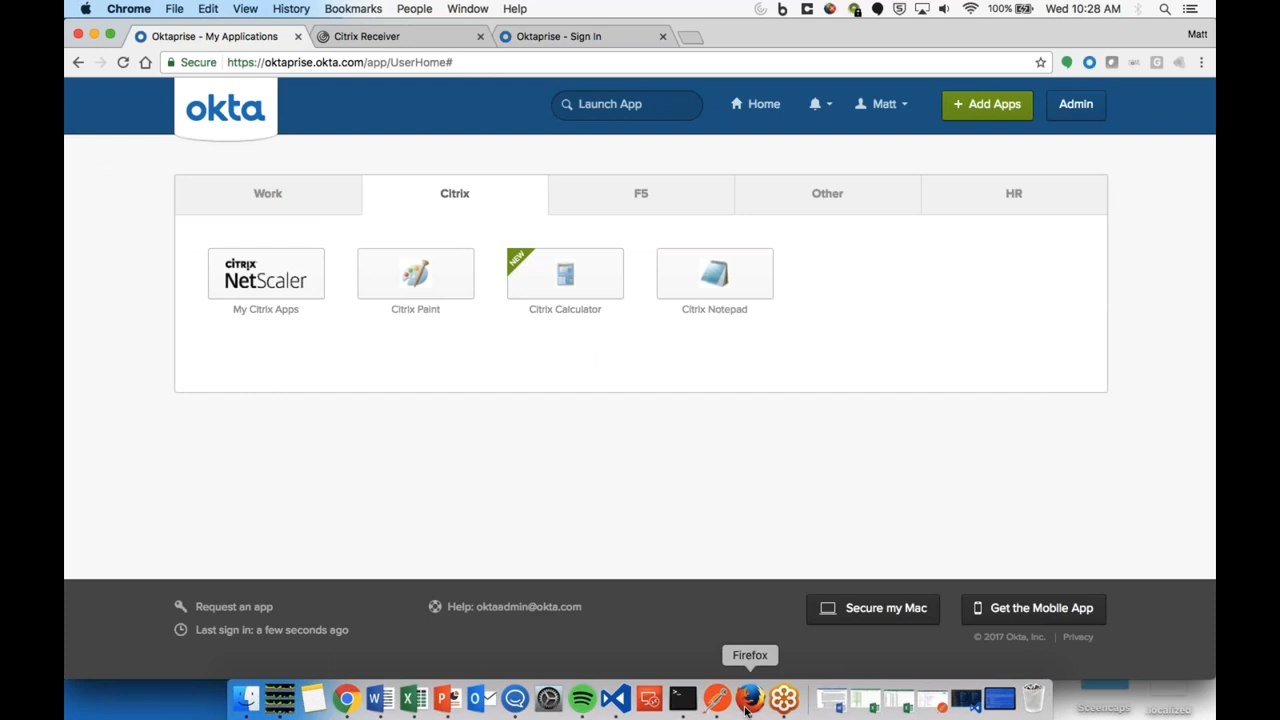 Chrome File Edit View History Bookmarks People Window Help 100% Wed 10:28 AM
Oktaprise - My Applications Citrix Receiver Oktaprise - Sign In Matt
Secure https://oktaprise.okta.com/app/UserHome#
okta Launch App Home Matt + Add Apps Admin
Work Citrix F5 Other HR
NEW
CITRIX
NetScaler
My Citrix Apps Citrix Paint Citrix Calculator Citrix Notepad
Request an app Help: oktaadmin@okta.com Secure my Mac Get the Mobile App
Last sign in: a few seconds ago © 2017 Okta, Inc. | Privacy
Firefox
Screencaps localized